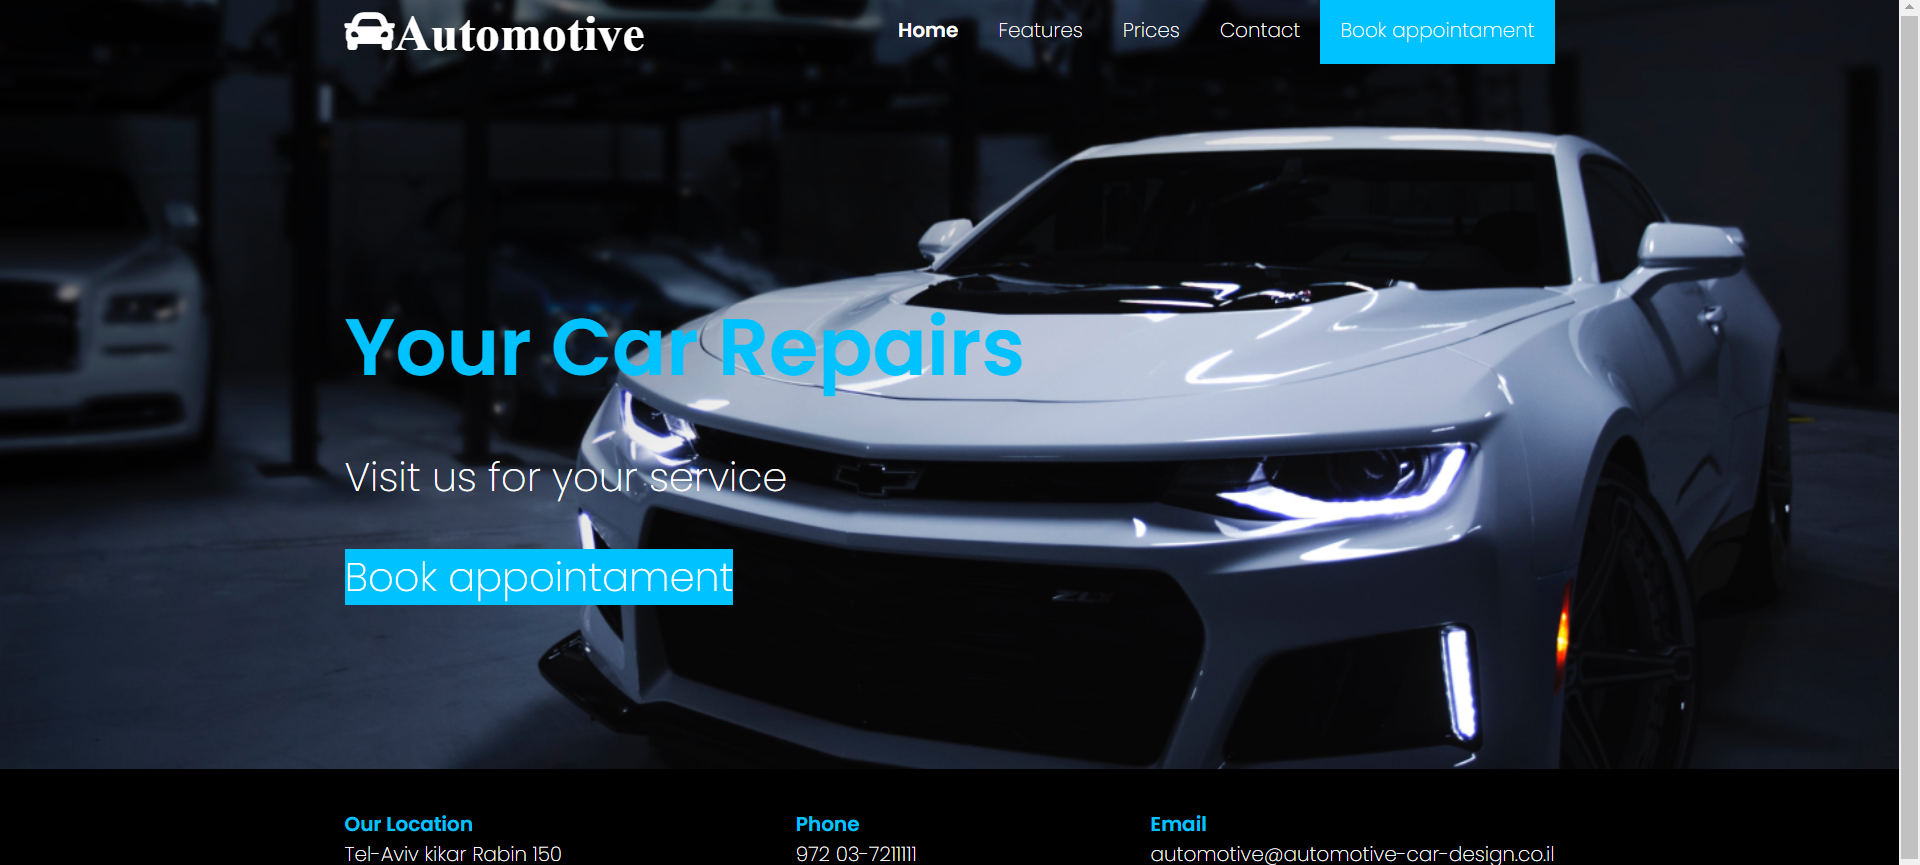 Automotive
Home
Features
Prices
Contact
Book appointament
Your Car Repairs
Visit us for your service
Book appointament
Our Location
Phone
Email
Tel-Aviv kikar Rabin 150
972 03-7211111
automotive@automotive-car-design.co.il